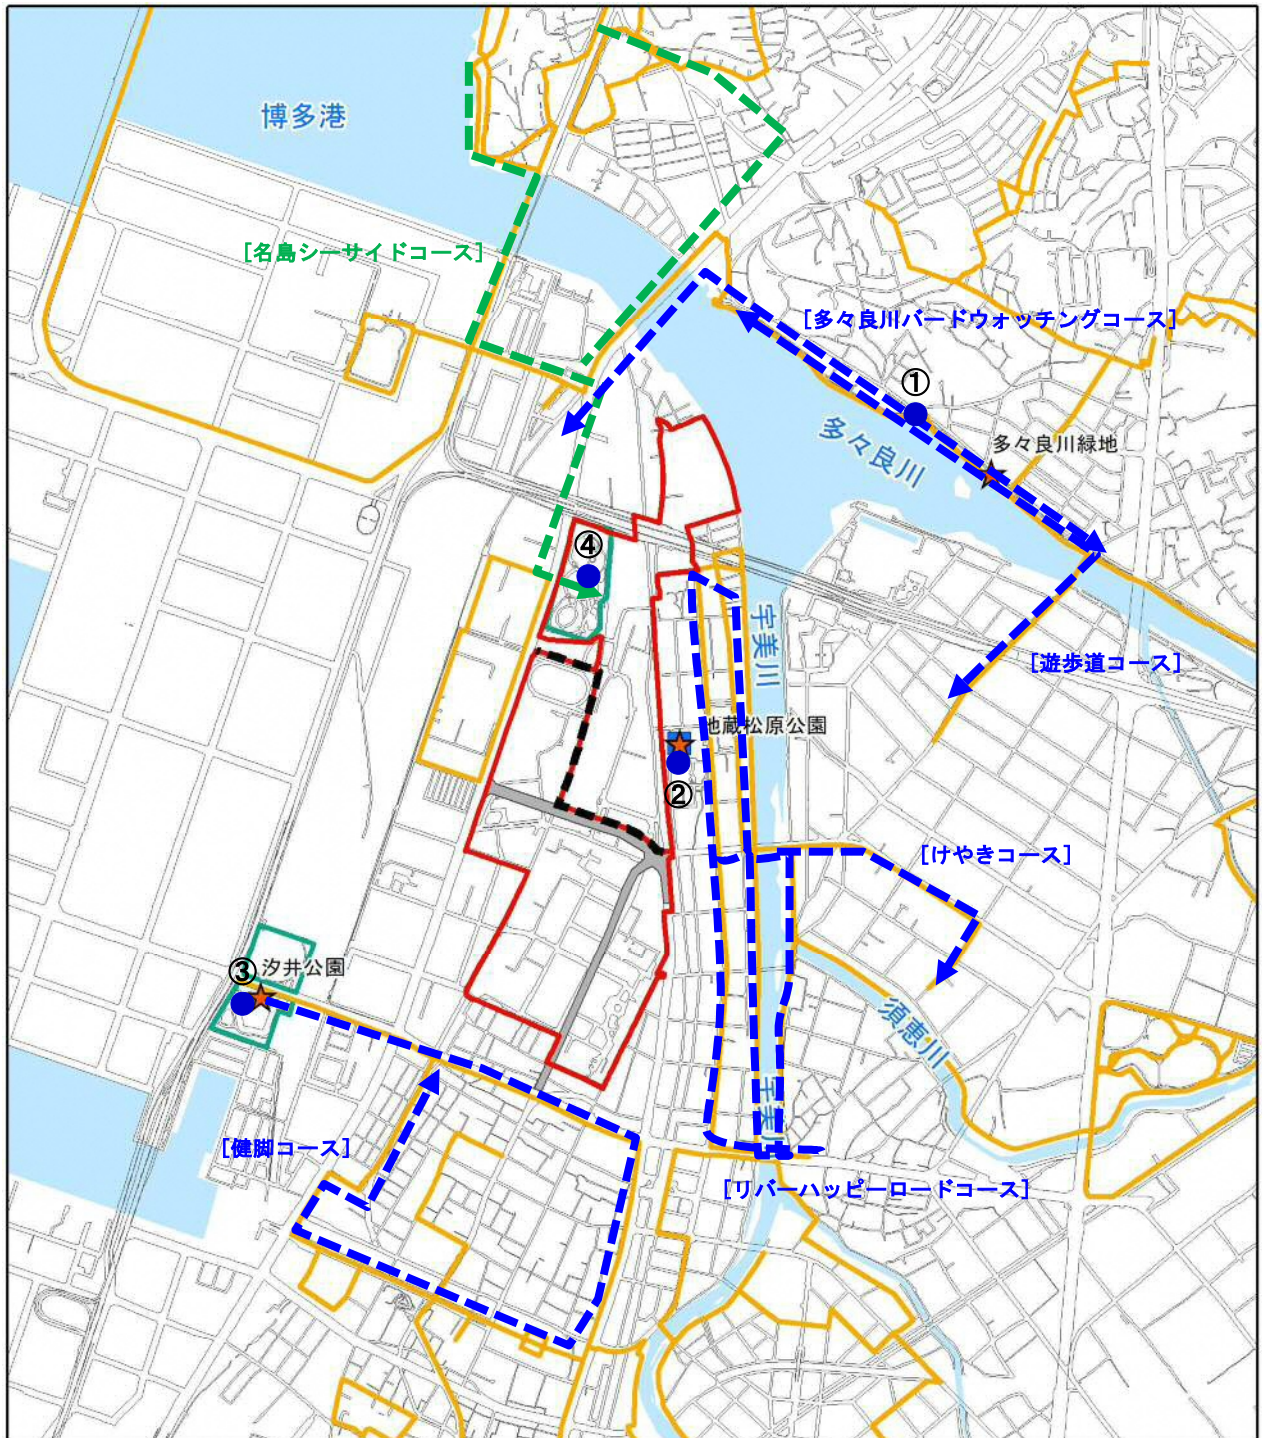 博多港
[名島シーサイドコース]
[多々良川バードウォッチングコース]
①
多々良川
多々良川緑地
④
宇美川
[遊歩道コース]
地蔵松原公園
②
[けやきコース]
③
汐井公園
須恵川
宇美川
[健脚コース]
[リバーハッピーロードコース]